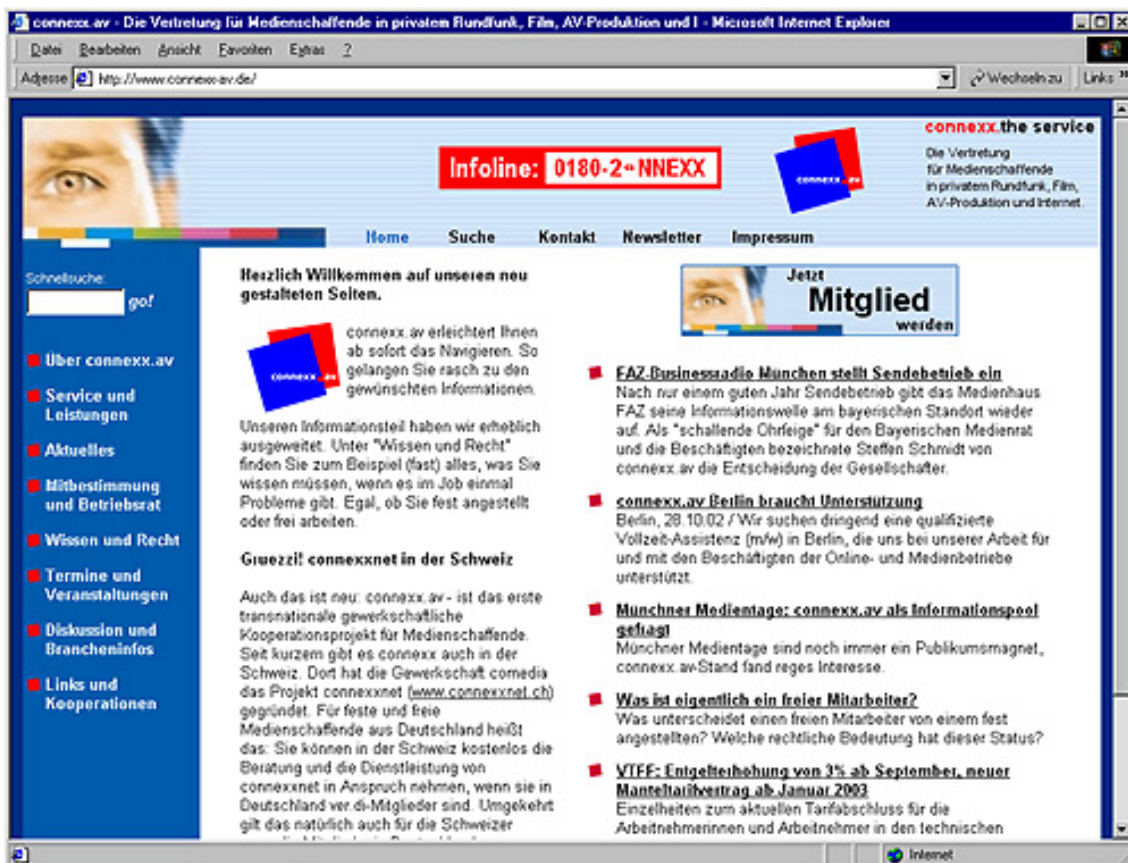 connexx.av - Die Vertretung für Medienschaffende in privatem Rundfunk, Film, AV-Produktion und I - Microsoft Internet Explorer
Datei Bearbeiten Ansicht Favoriten Extras ?
Adresse http://www.connexx-av.de/ Wechseln zu Links »
connexx.the service
Die Vertretung
für Medienschaffende
in privatem Rundfunk, Film,
AV-Produktion und Internet.
Infoline: 0180-2 NNEXX
connexx.av
Home Suche Kontakt Newsletter Impressum
Schnellsuche:
go!
Über connexx.av
Service und
Leistungen
Aktuelles
Mitbestimmung
und Betriebsrat
Wissen und Recht
Termine und
Veranstaltungen
Diskussion und
Brancheninfos
Links und
Kooperationen
Herzlich Willkommen auf unseren neu
gestalteten Seiten.
connexx.av
connexx.av erleichtert Ihnen
ab sofort das Navigieren. So
gelangen Sie rasch zu den
gewünschten Informationen.
Unseren Informationsteil haben wir erheblich
ausgeweitet. Unter "Wissen und Recht"
finden Sie zum Beispiel (fast) alles, was Sie
wissen müssen, wenn es im Job einmal
Probleme gibt. Egal, ob Sie fest angestellt
oder frei arbeiten.
Gruezzi! connexxnet in der Schweiz
Auch das ist neu: connexx.av - ist das erste
transnationale gewerkschaftliche
Kooperationsprojekt für Medienschaffende.
Seit kurzem gibt es connexx auch in der
Schweiz. Dort hat die Gewerkschaft comedia
das Projekt connexxnet (www.connexxnet.ch)
gegründet. Für feste und freie
Medienschaffende aus Deutschland heißt
das: Sie können in der Schweiz kostenlos die
Beratung und die Dienstleistung von
connexxnet in Anspruch nehmen, wenn sie in
Deutschland ver.di-Mitglieder sind. Umgekehrt
gilt das natürlich auch für die Schweizer
Jetzt
Mitglied
werden
FAZ-Businessradio München stellt Sendebetrieb ein
Nach nur einem guten Jahr Sendebetrieb gibt das Medienhaus
FAZ seine Informationswelle am bayerischen Standort wieder
auf. Als "schallende Ohrfeige" für den Bayerischen Medienrat
und die Beschäftigten bezeichnete Steffen Schmidt von
connexx.av die Entscheidung der Gesellschafter.
connexx.av Berlin braucht Unterstützung
Berlin, 28.10.02 / Wir suchen dringend eine qualifizierte
Vollzeit-Assistenz (m/w) in Berlin, die uns bei unserer Arbeit für
und mit den Beschäftigten der Online- und Medienbetriebe
unterstützt.
Münchner Medientage: connexx.av als Informationspool
gefragt
Münchner Medientage sind noch immer ein Publikumsmagnet,
connexx.av-Stand fand reges Interesse.
Was ist eigentlich ein freier Mitarbeiter?
Was unterscheidet einen freien Mitarbeiter von einem fest
angestellten? Welche rechtliche Bedeutung hat dieser Status?
VTFF: Entgelterhöhung von 3% ab September, neuer
Manteltarifvertrag ab Januar 2003
Einzelheiten zum aktuellen Tarifabschluss für die
Arbeitnehmerinnen und Arbeitnehmer in den technischen
Internet